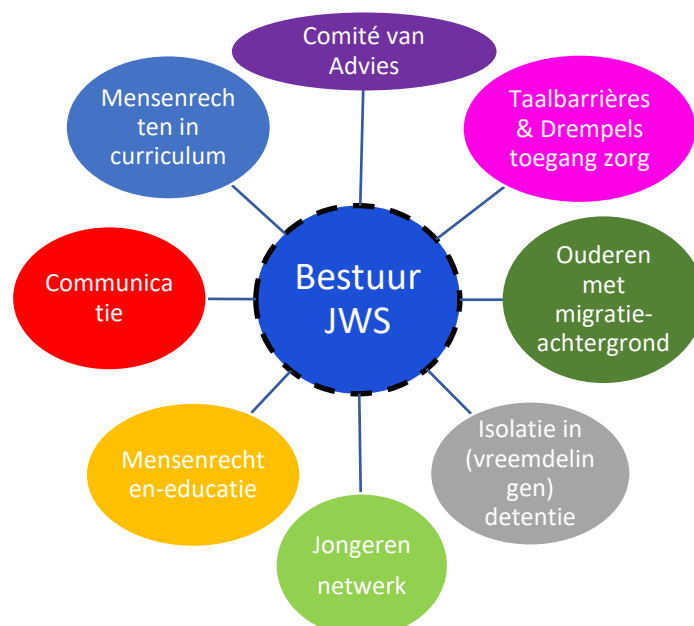 Comité van
Advies
Mensenrech
ten in
curriculum
Taalbarrières
& Drempels
toegang zorg
Bestuur
JWS
Communica
tie
Ouderen
met
migratie-
achtergrond
Mensenrecht
en-educatie
Isolatie in
(vreemdelin
gen)
detentie
Jongeren
netwerk